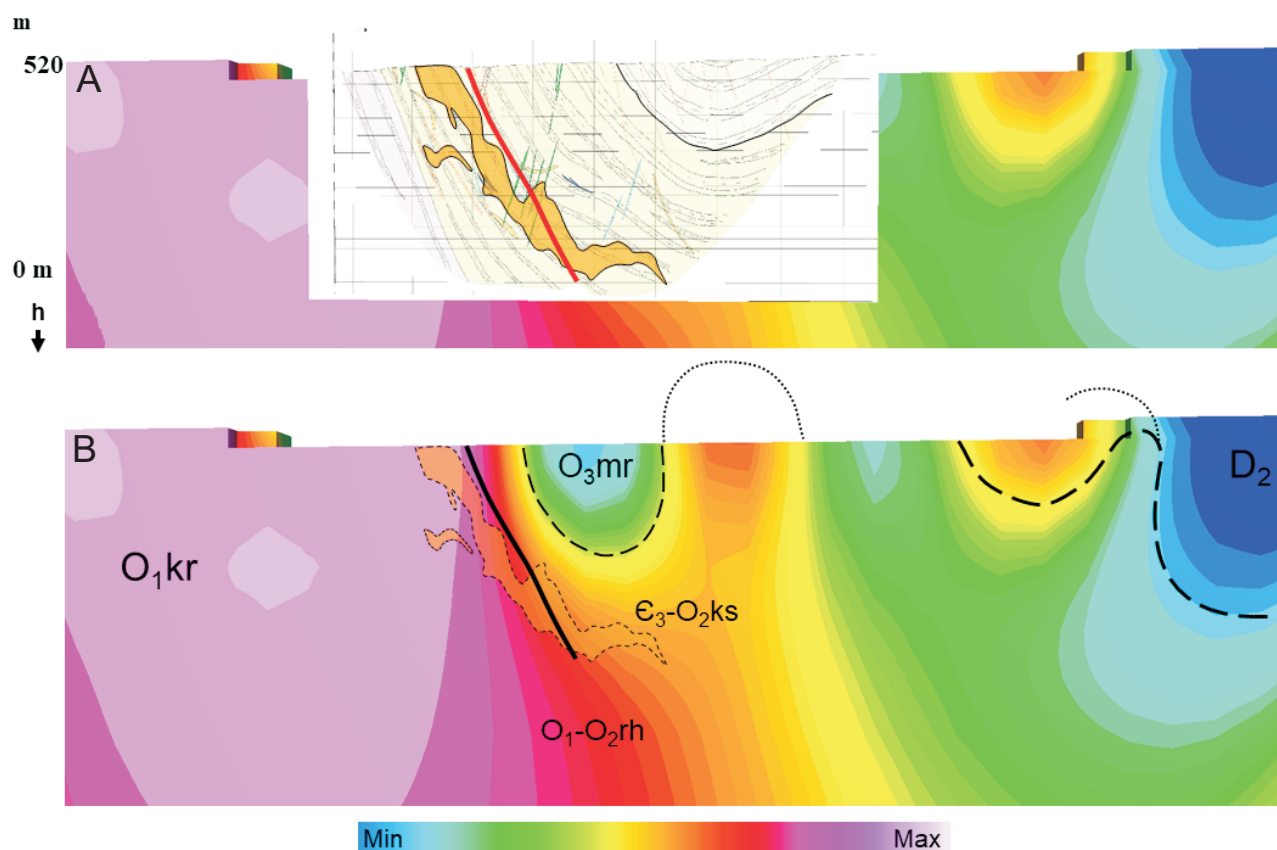 m
520
A
0 m
h
B
O₃mr
D₂
O₁kr
Є₃-O₂ks
O₁-O₂rh
Min
Max